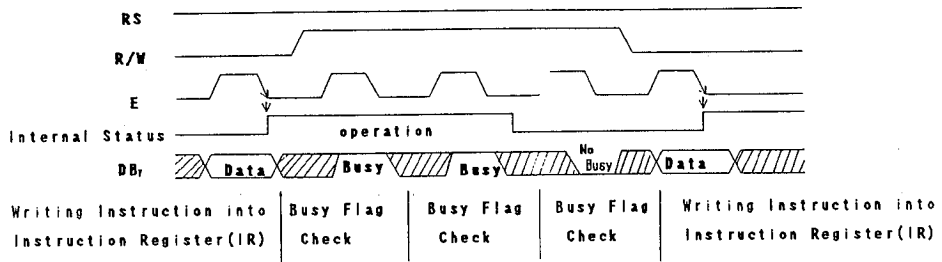 RS
R/W
E
Internal Status
operation
DB7
Data
Busy
Busy
No
Busy
Data
Writing Instruction into
Instruction Register(IR)
Busy Flag
Check
Busy Flag
Check
Busy Flag
Check
Writing Instruction into
Instruction Register(IR)